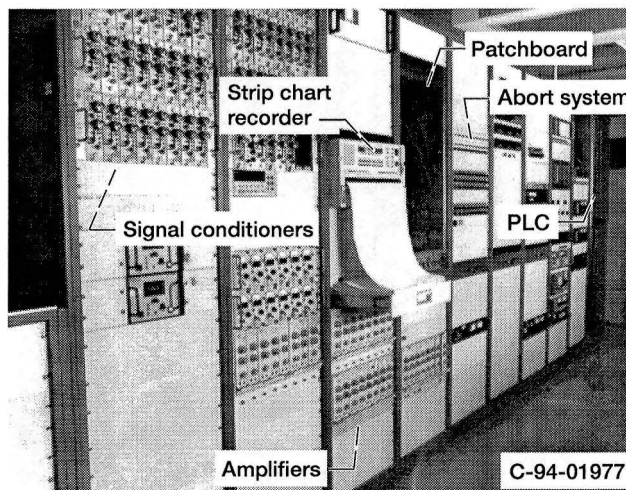 Patchboard
Strip chart
recorder
Abort system
Signal conditioners
PLC
Amplifiers
C-94-01977